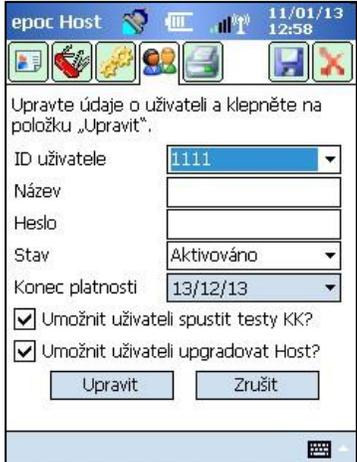 epoc Host 11/01/13
12:58
Upravte údaje o uživateli a klepněte na
položku „Upravit“.
ID uživatele 1111
Název
Heslo
Stav Aktivováno
Konec platnosti 13/12/13
Umožnit uživateli spustit testy KK?
Umožnit uživateli upgradovat Host?
Upravit Zrušit